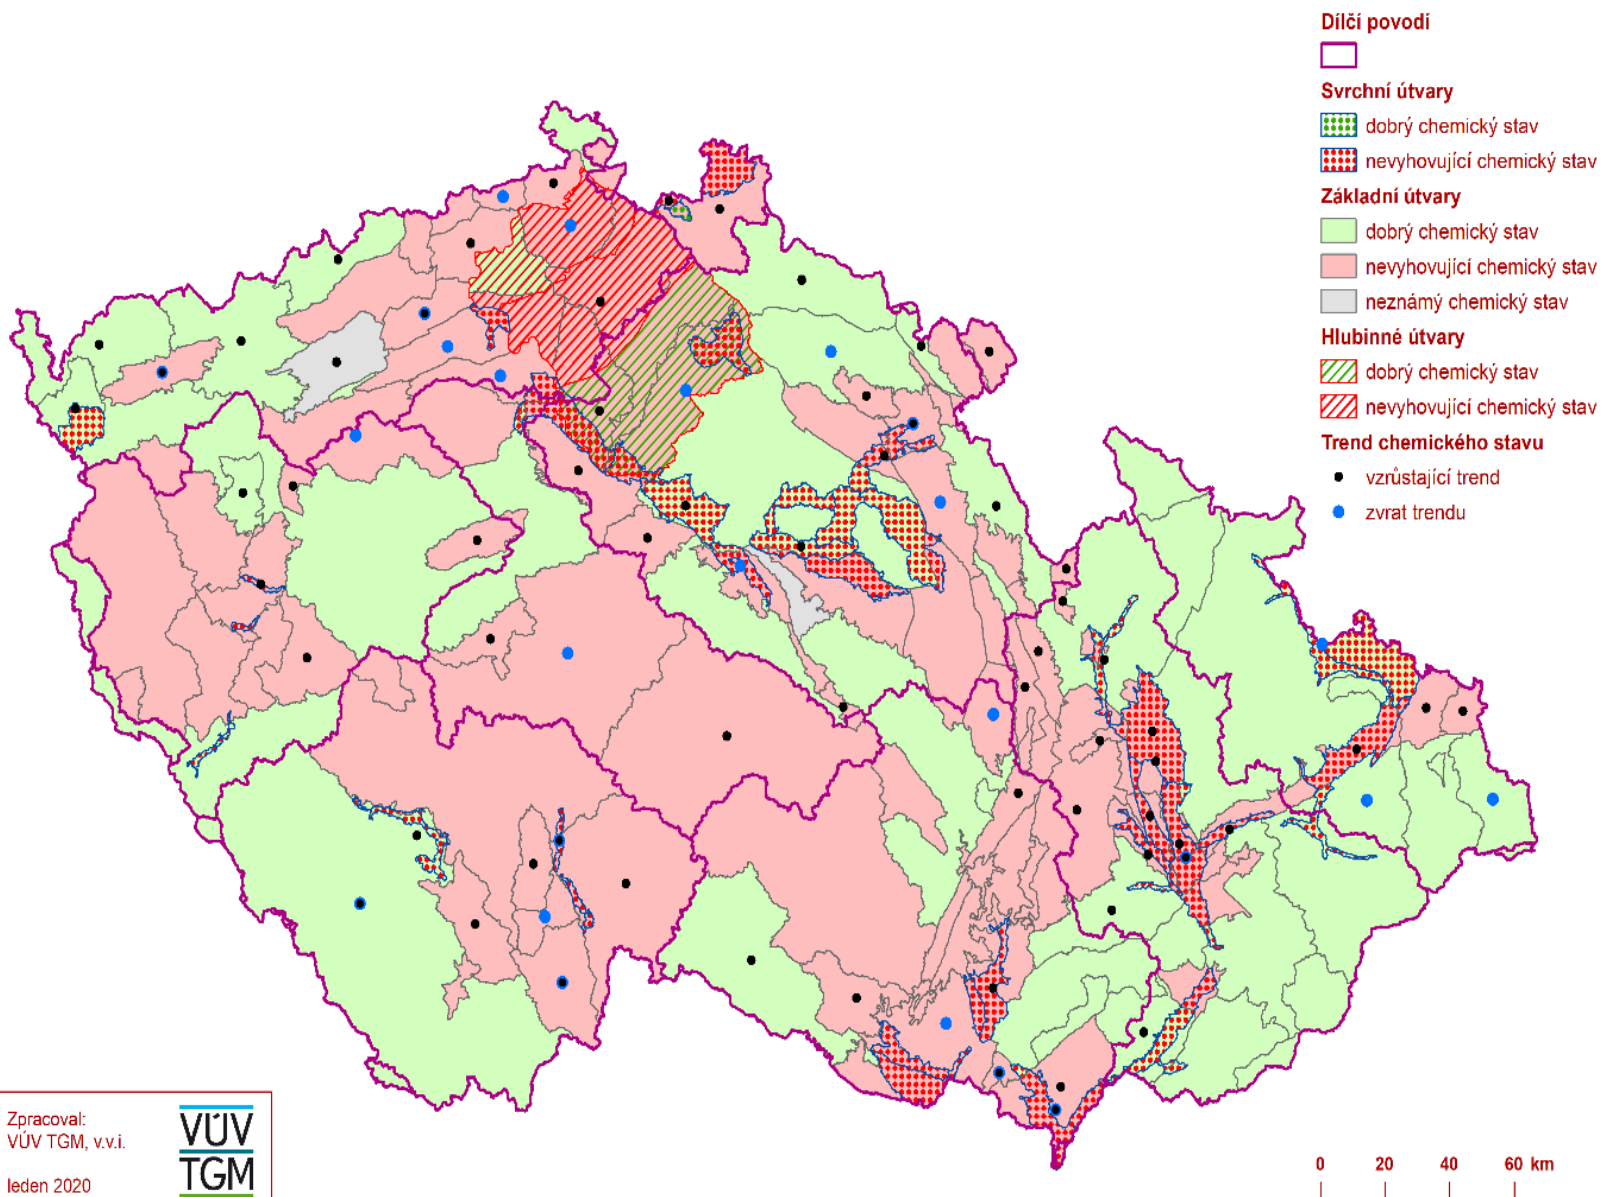 Dílčí povodí
Svrchní útvary
dobrý chemický stav
nevyhovující chemický stav
Základní útvary
dobrý chemický stav
nevyhovující chemický stav
neznámý chemický stav
Hlubinné útvary
dobrý chemický stav
nevyhovující chemický stav
Trend chemického stavu
vzrůstající trend
zvrat trendu
Zpracoval:
VÚV TGM, v.v.i.
leden 2020
VÚV
TGM
0 20 40 60 km